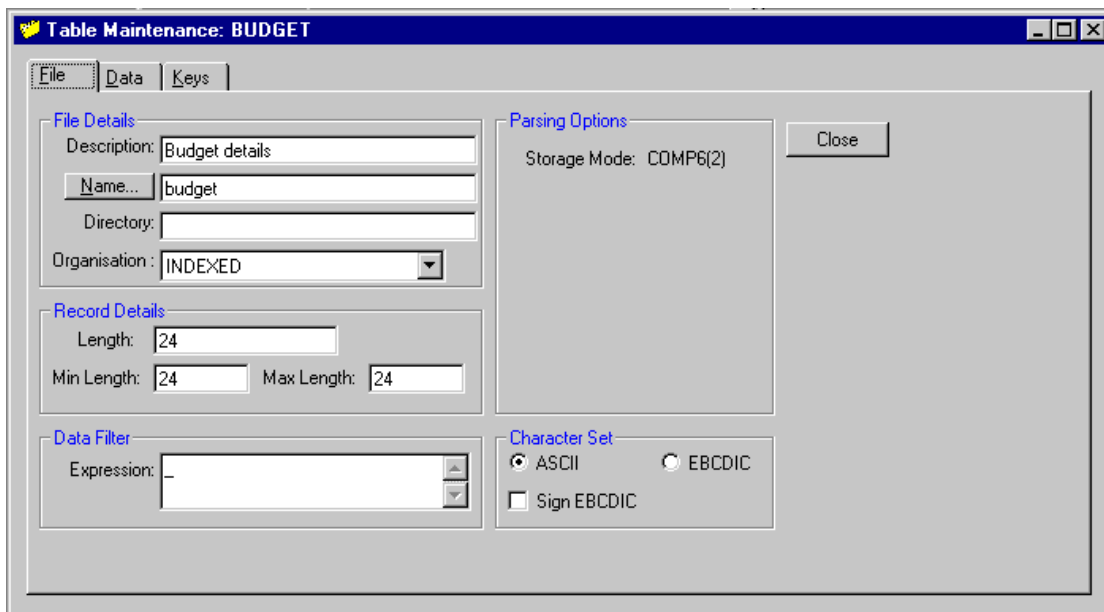 Table Maintenance: BUDGET
File Data Keys
File Details
Description: Budget details
Name... budget
Directory:
Organisation : INDEXED
Record Details
Length: 24
Min Length: 24 Max Length: 24
Data Filter
Expression: _
Parsing Options
Storage Mode: COMP6(2)
Character Set
ASCII EBCDIC
Sign EBCDIC
Close